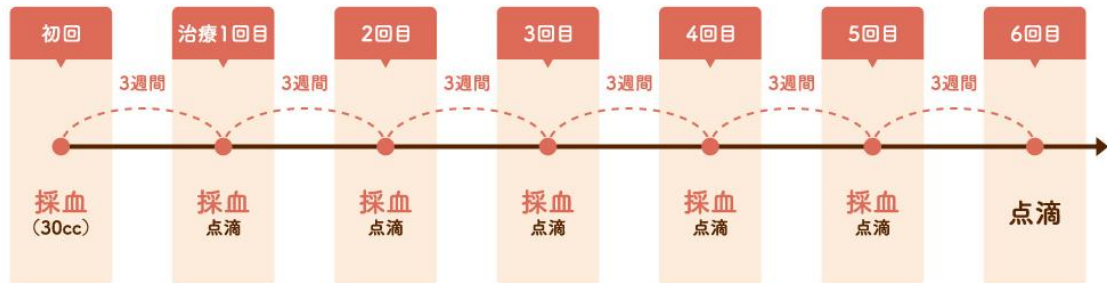 初回
治療1回目
2回目
3回目
4回目
5回目
6回目
3週間
3週間
3週間
3週間
3週間
3週間
採血
（30cc）
採血
点滴
採血
点滴
採血
点滴
採血
点滴
採血
点滴
点滴